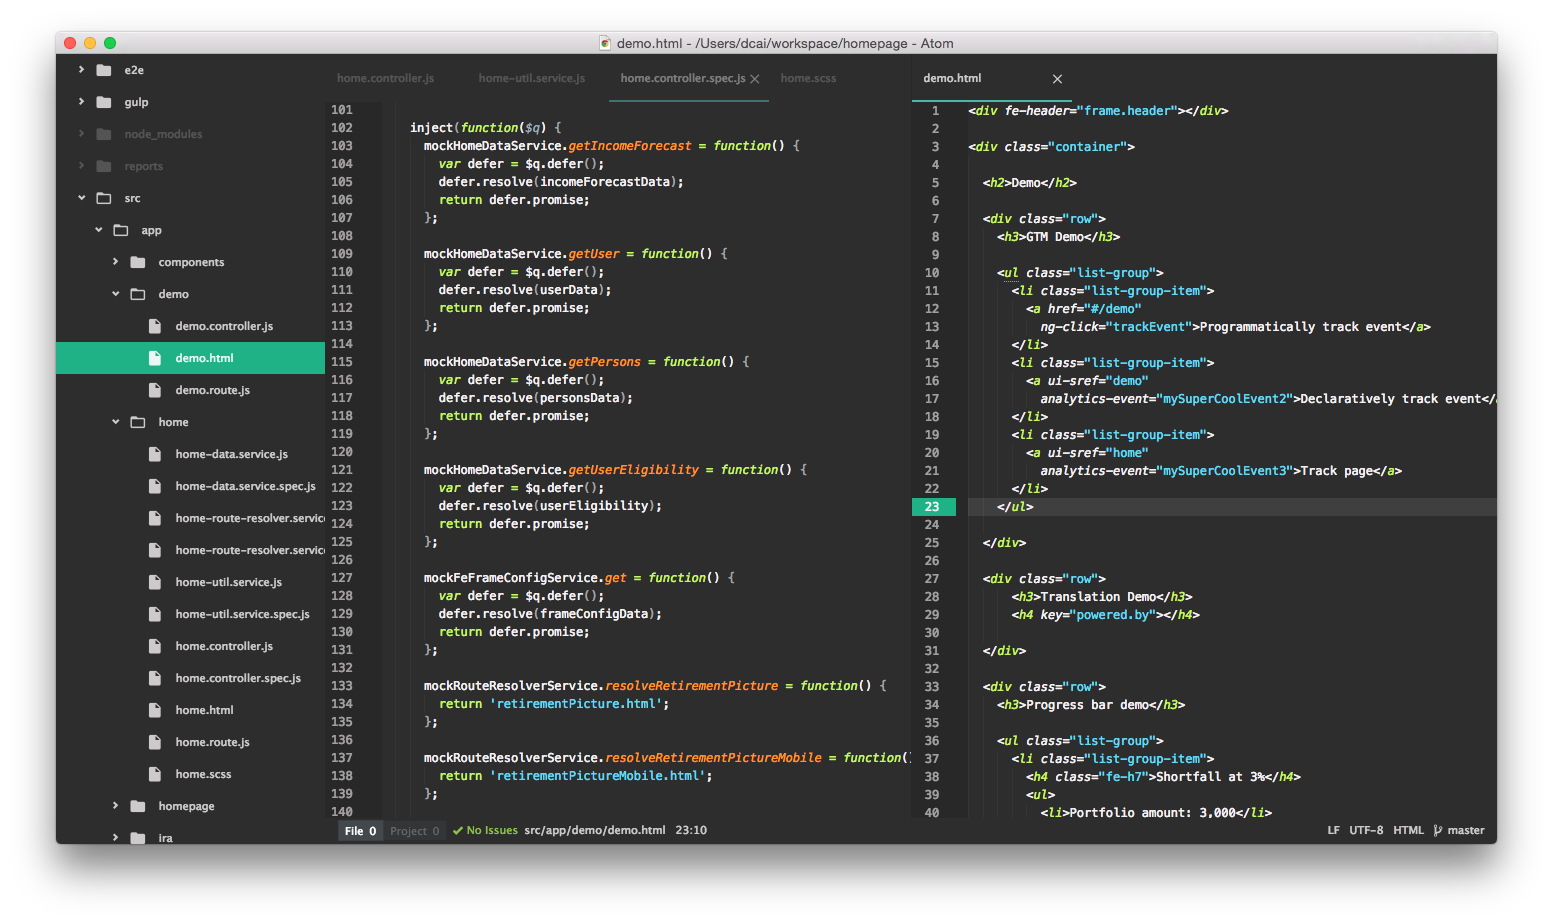 demo.html - /Users/dcai/workspace/homepage - Atom
e2e
gulp
node_modules
reports
src
app
components
demo
demo.controller.js
demo.html
demo.route.js
home
home-data.service.js
home-data.service.spec.js
home-route-resolver.servic
home-route-resolver.servic
home-util.service.js
home-util.service.spec.js
home.controller.js
home.controller.spec.js
home.html
home.route.js
home.scss
homepage
ira
home.controller.js home-util.service.js home.controller.spec.js home.scss
101
102 inject(function($q) {
103 mockHomeDataService.getIncomeForecast = function() {
104 var defer = $q.defer();
105 defer.resolve(incomeForecastData);
106 return defer.promise;
107 };
108
109 mockHomeDataService.getUser = function() {
110 var defer = $q.defer();
111 defer.resolve(userData);
112 return defer.promise;
113 };
114
115 mockHomeDataService.getPersons = function() {
116 var defer = $q.defer();
117 defer.resolve(personsData);
118 return defer.promise;
119 };
120
121 mockHomeDataService.getUserEligibility = function() {
122 var defer = $q.defer();
123 defer.resolve(userEligibility);
124 return defer.promise;
125 };
126
127 mockFeFrameConfigService.get = function() {
128 var defer = $q.defer();
129 defer.resolve(frameConfigData);
130 return defer.promise;
131 };
132
133 mockRouteResolverService.resolveRetirementPicture = function() {
134 return 'retirementPicture.html';
135 };
136
137 mockRouteResolverService.resolveRetirementPictureMobile = function()
138 return 'retirementPictureMobile.html';
139 };
140
demo.html
1 <div fe-header="frame.header"></div>
2
3 <div class="container">
4
5 <h2>Demo</h2>
6
7 <div class="row">
8 <h3>GTM Demo</h3>
9
10 <ul class="list-group">
11 <li class="list-group-item">
12 <a href="#/demo"
13 ng-click="trackEvent">Programmatically track event</a>
14 </li>
15 <li class="list-group-item">
16 <a ui-sref="demo"
17 analytics-event="mySuperCoolEvent2">Declaratively track event</a
18 </li>
19 <li class="list-group-item">
20 <a ui-sref="home"
21 analytics-event="mySuperCoolEvent3">Track page</a>
22 </li>
23 </ul>
24
25 </div>
26
27 <div class="row">
28 <h3>Translation Demo</h3>
29 <h4 key="powered.by"></h4>
30
31 </div>
32
33 <div class="row">
34 <h3>Progress bar demo</h3>
35
36 <ul class="list-group">
37 <li class="list-group-item">
38 <h4 class="fe-h7">Shortfall at 3%</h4>
39 <ul>
40 <li>Portfolio amount: 3,000</li>
File 0 Project 0 No Issues src/app/demo/demo.html 23:10 LF UTF-8 HTML master